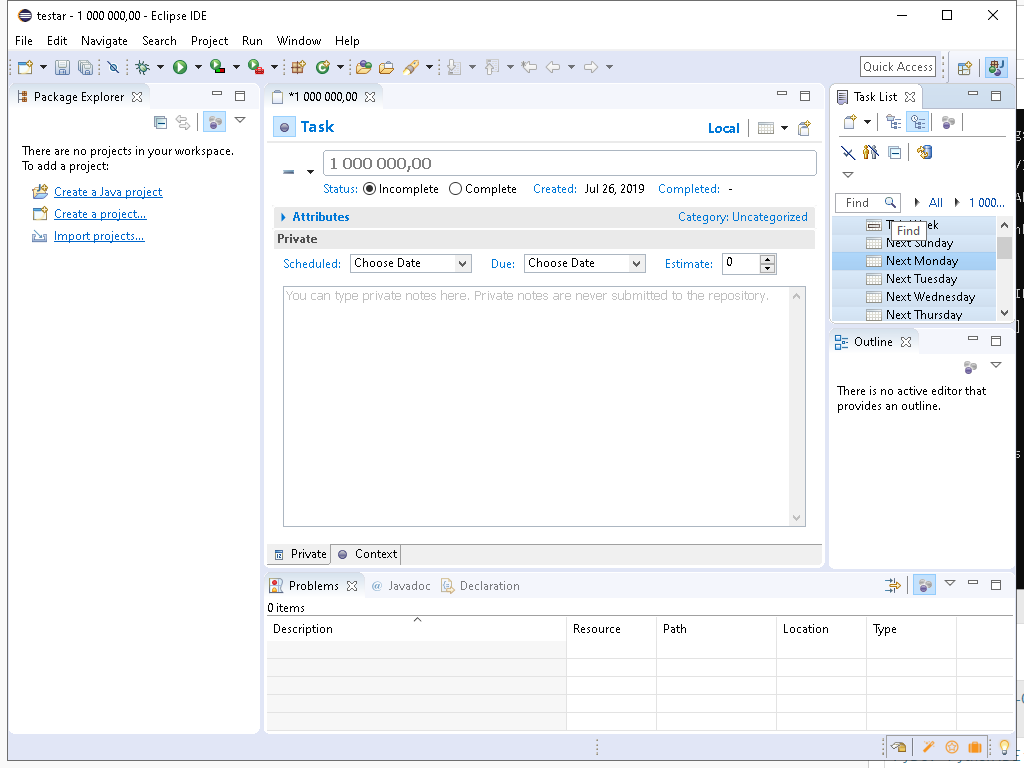 testar - 1 000 000,00 - Eclipse IDE
File Edit Navigate Search Project Run Window Help
Quick Access
Package Explorer
There are no projects in your workspace.
To add a project:
Create a Java project
Create a project...
Import projects...
*1 000 000,00
Task
Local
1 000 000,00
Status: Incomplete Complete Created: Jul 26, 2019 Completed: -
Attributes
Category: Uncategorized
Private
Scheduled: Choose Date Due: Choose Date Estimate: 0
You can type private notes here. Private notes are never submitted to the repository.
Private Context
Task List
Find All 1 000...
Find
Next Sunday
Next Monday
Next Tuesday
Next Wednesday
Next Thursday
Outline
There is no active editor that
provides an outline.
Problems Javadoc Declaration
0 items
Description Resource Path Location Type